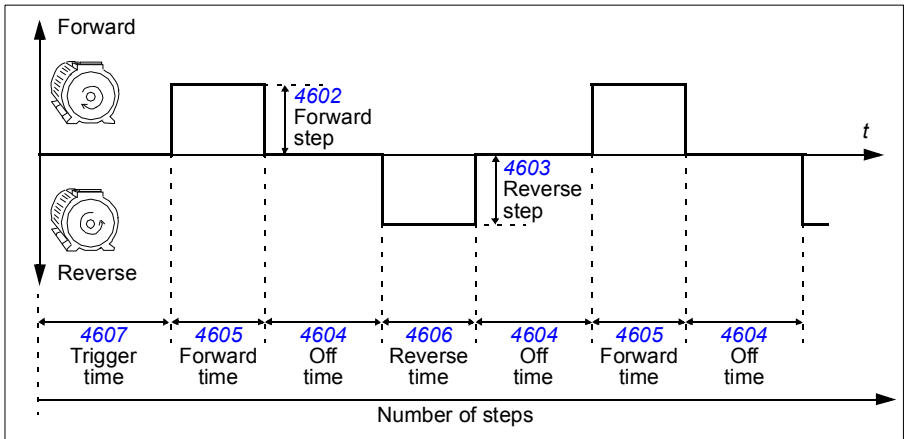 Forward
4602
Forward
step
t
4603
Reverse
step
Reverse
4607 4605 4604 4606 4604 4605 4604
Trigger Forward Off Reverse Off Forward Off
time time time time time time time
Number of steps